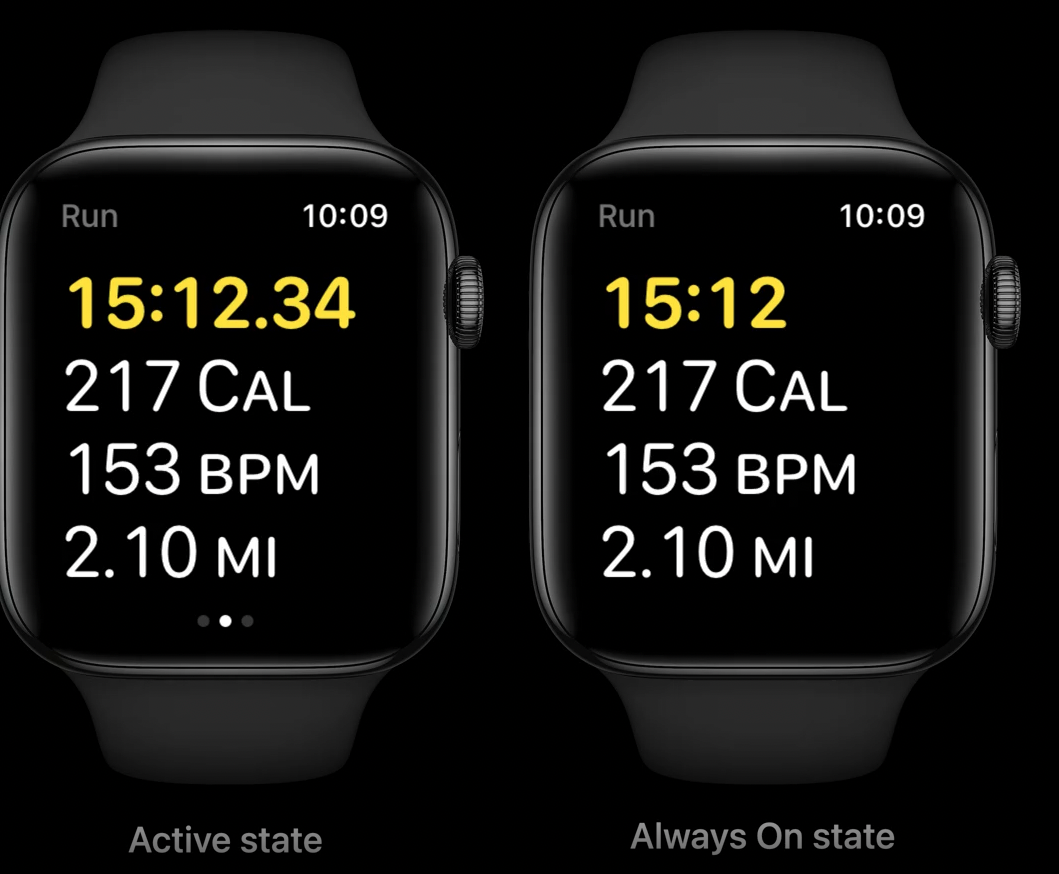 Run 10:09
15:12.34
217 CAL
153 BPM
2.10 MI
Active state
Run 10:09
15:12
217 CAL
153 BPM
2.10 MI
Always On state